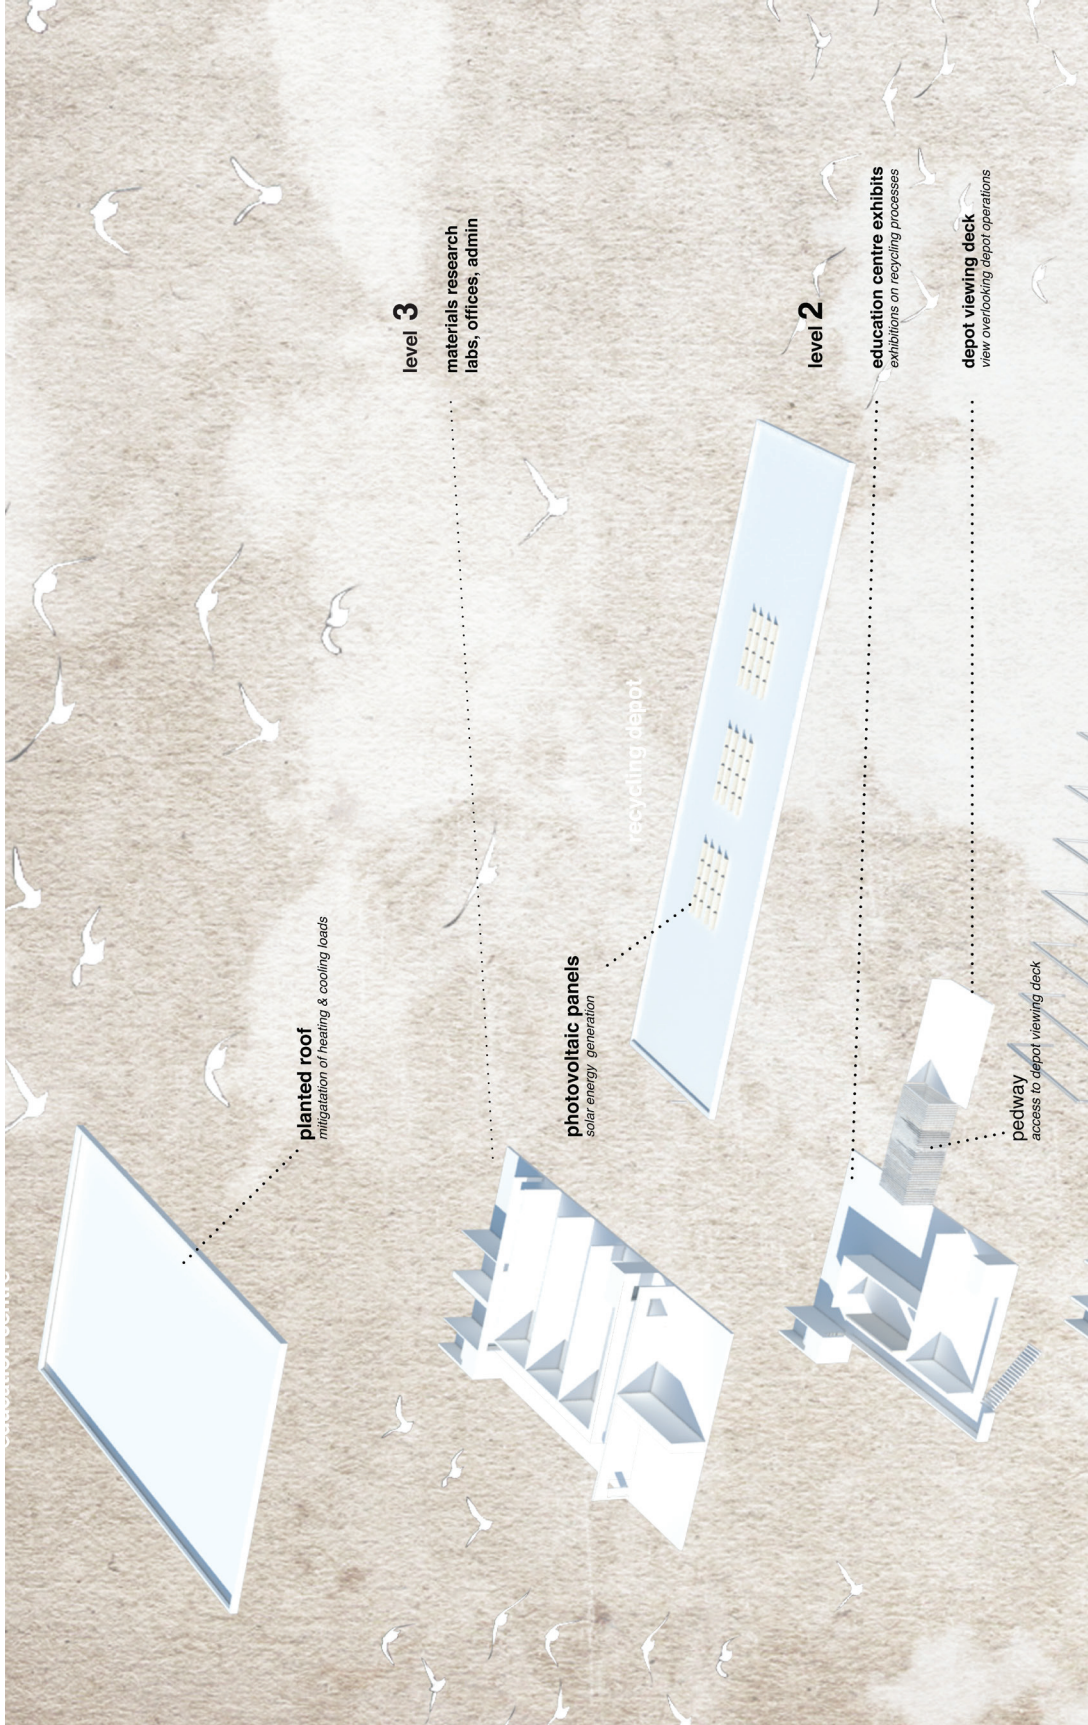 education centre
planted roof
mitigatation of heating & cooling loads
level 3
materials research
labs, offices, admin
photovoltaic panels
solar energy generation
recycling depot
level 2
education centre exhibits
exhibitions on recycling processes
depot viewing deck
view overlooking depot operations
pedway
access to depot viewing deck